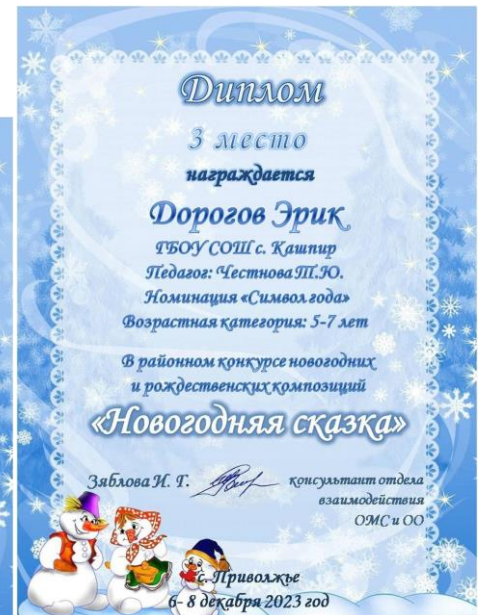 Диплом
3 место
награждается
Дорогов Эрик
ГБОУ СОШ с. Кашпир
Педагог: Честнова Т.Ю.
Номинация «Символ года»
Возрастная категория: 5-7 лет
В районном конкурсе новогодних
и рождественских композиций
«Новогодняя сказка»
Зяблова И. Г. консультант отдела
взаимодействия
ОМС и ОО
с. Приволжье
6- 8 декабря 2023 год